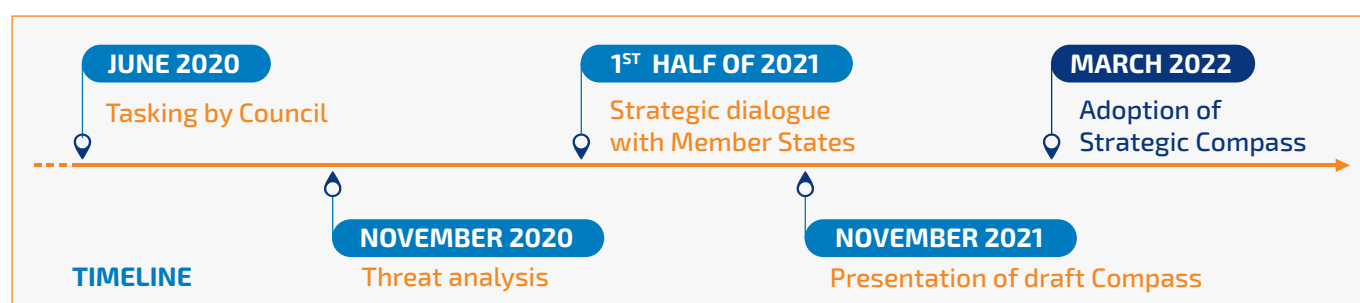 JUNE 2020
Tasking by Council
1ST HALF OF 2021
Strategic dialogue
with Member States
MARCH 2022
Adoption of
Strategic Compass
NOVEMBER 2020
Threat analysis
NOVEMBER 2021
Presentation of draft Compass
TIMELINE